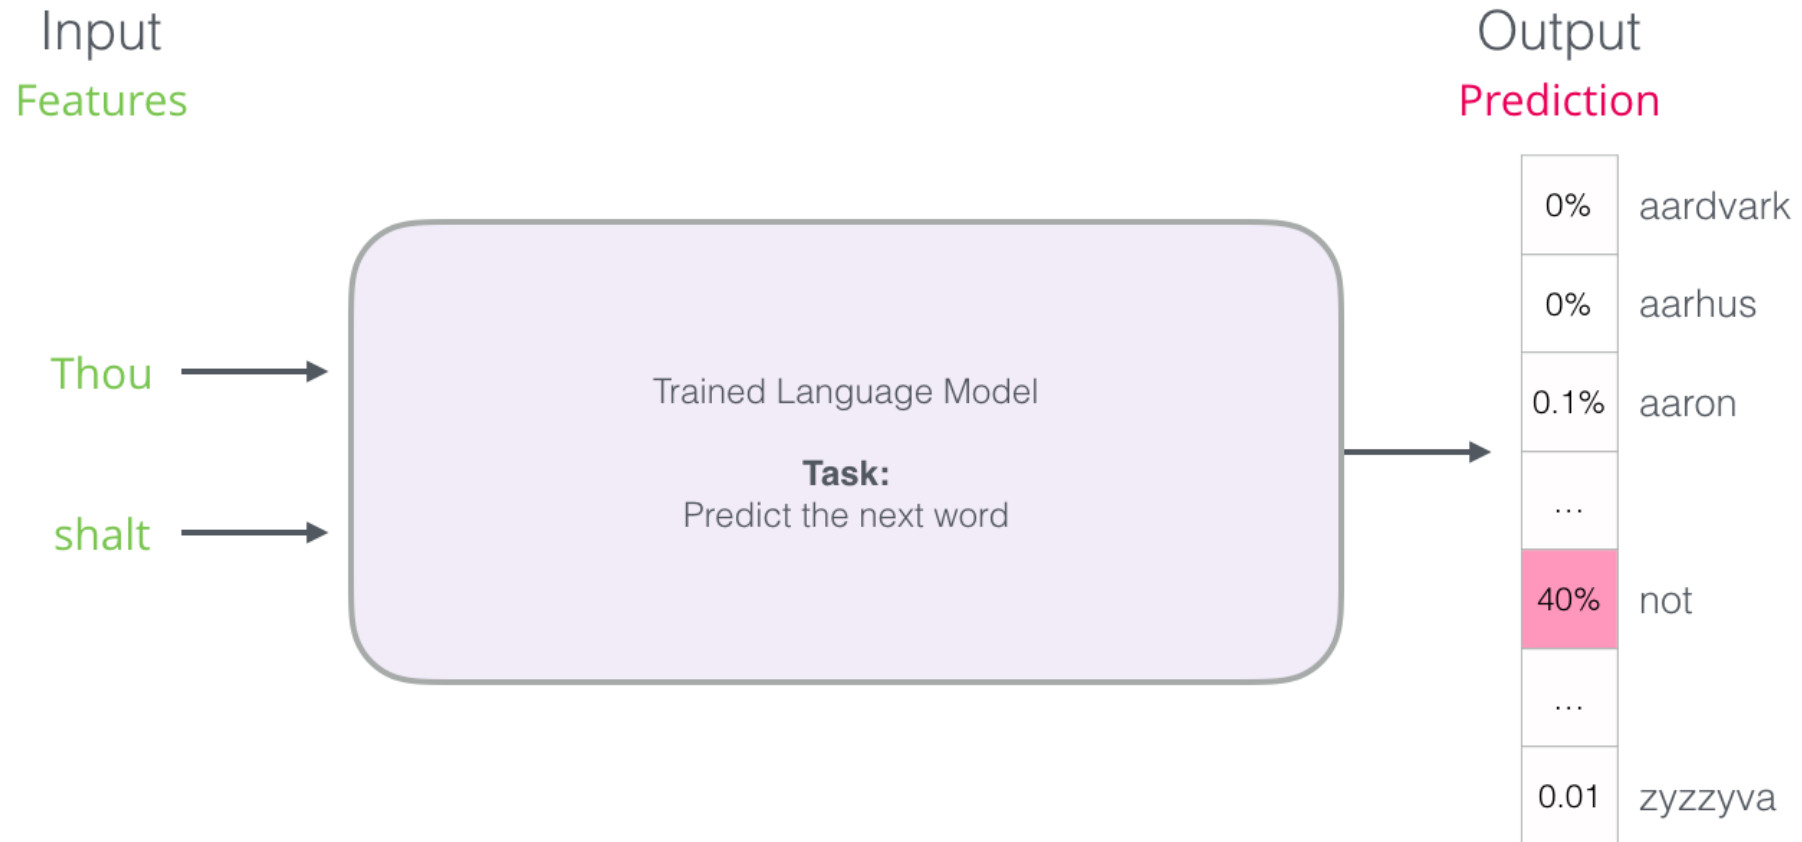 Input
Features
Output
Prediction
Thou
shalt
Trained Language Model
Task:
Predict the next word
0% aardvark
0% aarhus
0.1% aaron
...
40% not
...
0.01 zyzzyva